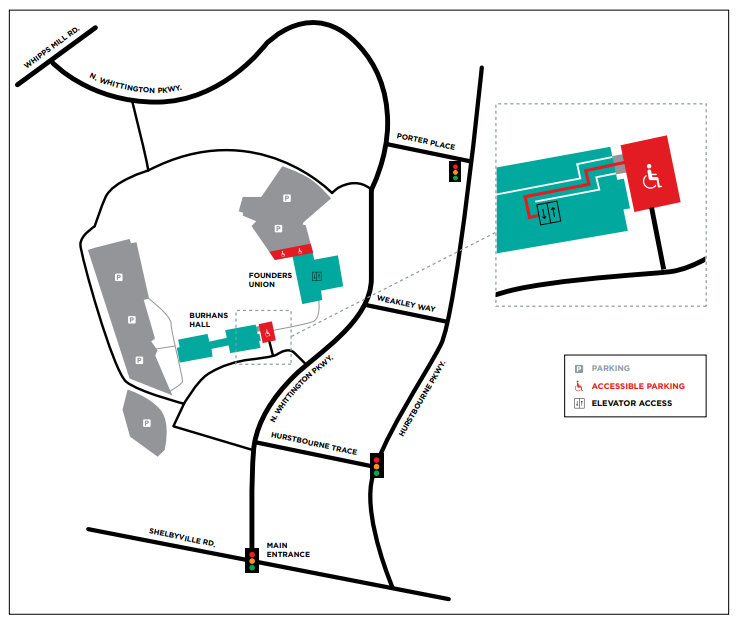 WHIPPS MILL RD.
N. WHITTINGTON PKWY.
PORTER PLACE
P
P
FOUNDERS
UNION
P
WEAKLEY WAY
BURHANS
HALL
P
P
N. WHITTINGTON PKWY.
HURSTBOURNE PKWY.
P PARKING
ACCESSIBLE PARKING
ELEVATOR ACCESS
P
HURSTBOURNE TRACE
SHELBYVILLE RD.
MAIN
ENTRANCE